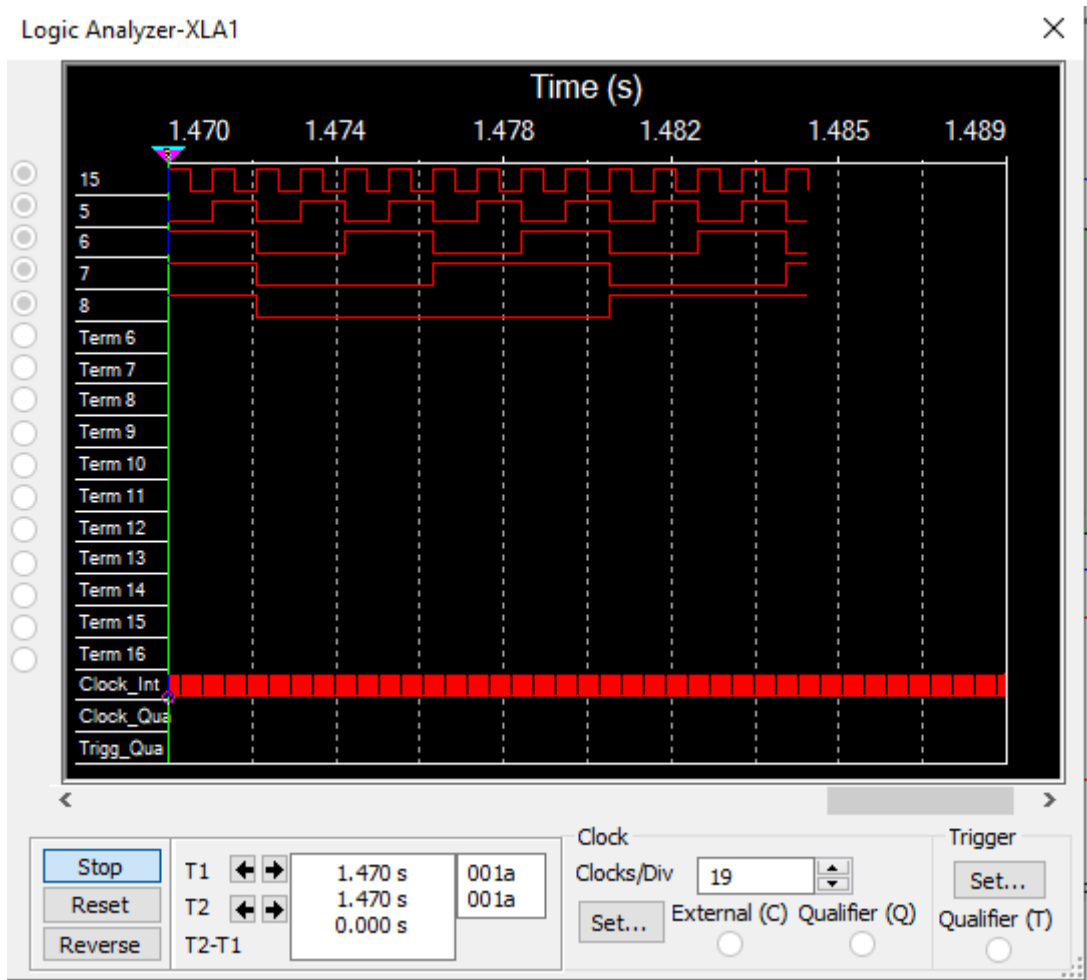 Logic Analyzer-XLA1
Time (s)
1.470 1.474 1.478 1.482 1.485 1.489
15
5
6
7
8
Term 6
Term 7
Term 8
Term 9
Term 10
Term 11
Term 12
Term 13
Term 14
Term 15
Term 16
Clock_Int
Clock_Qua
Trigg_Qua
Stop
Reset
Reverse
T1 1.470 s 001a
T2 1.470 s 001a
T2-T1 0.000 s
Clock
Clocks/Div 19
Set... External (C) Qualifier (Q)
Trigger
Set...
Qualifier (T)